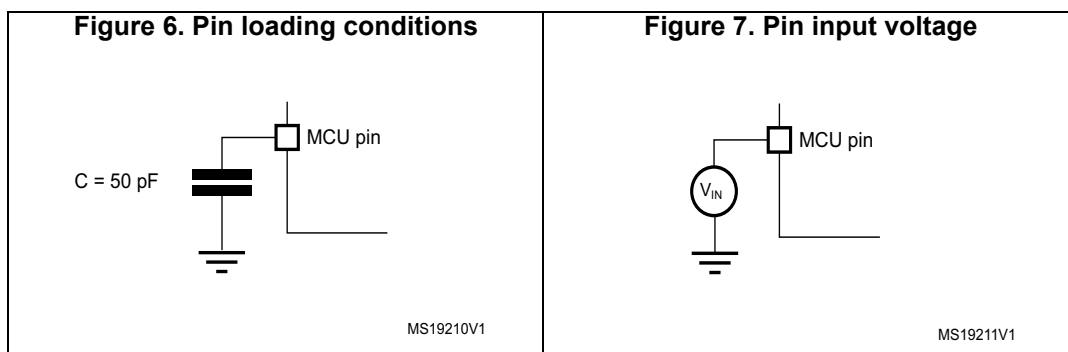 Figure 6. Pin loading conditions
MCU pin
C = 50 pF
MS19210V1
Figure 7. Pin input voltage
MCU pin
VIN
MS19211V1